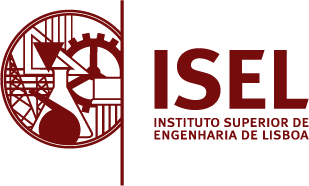 ISEL
INSTITUTO SUPERIOR DE
ENGENHARIA DE LISBOA